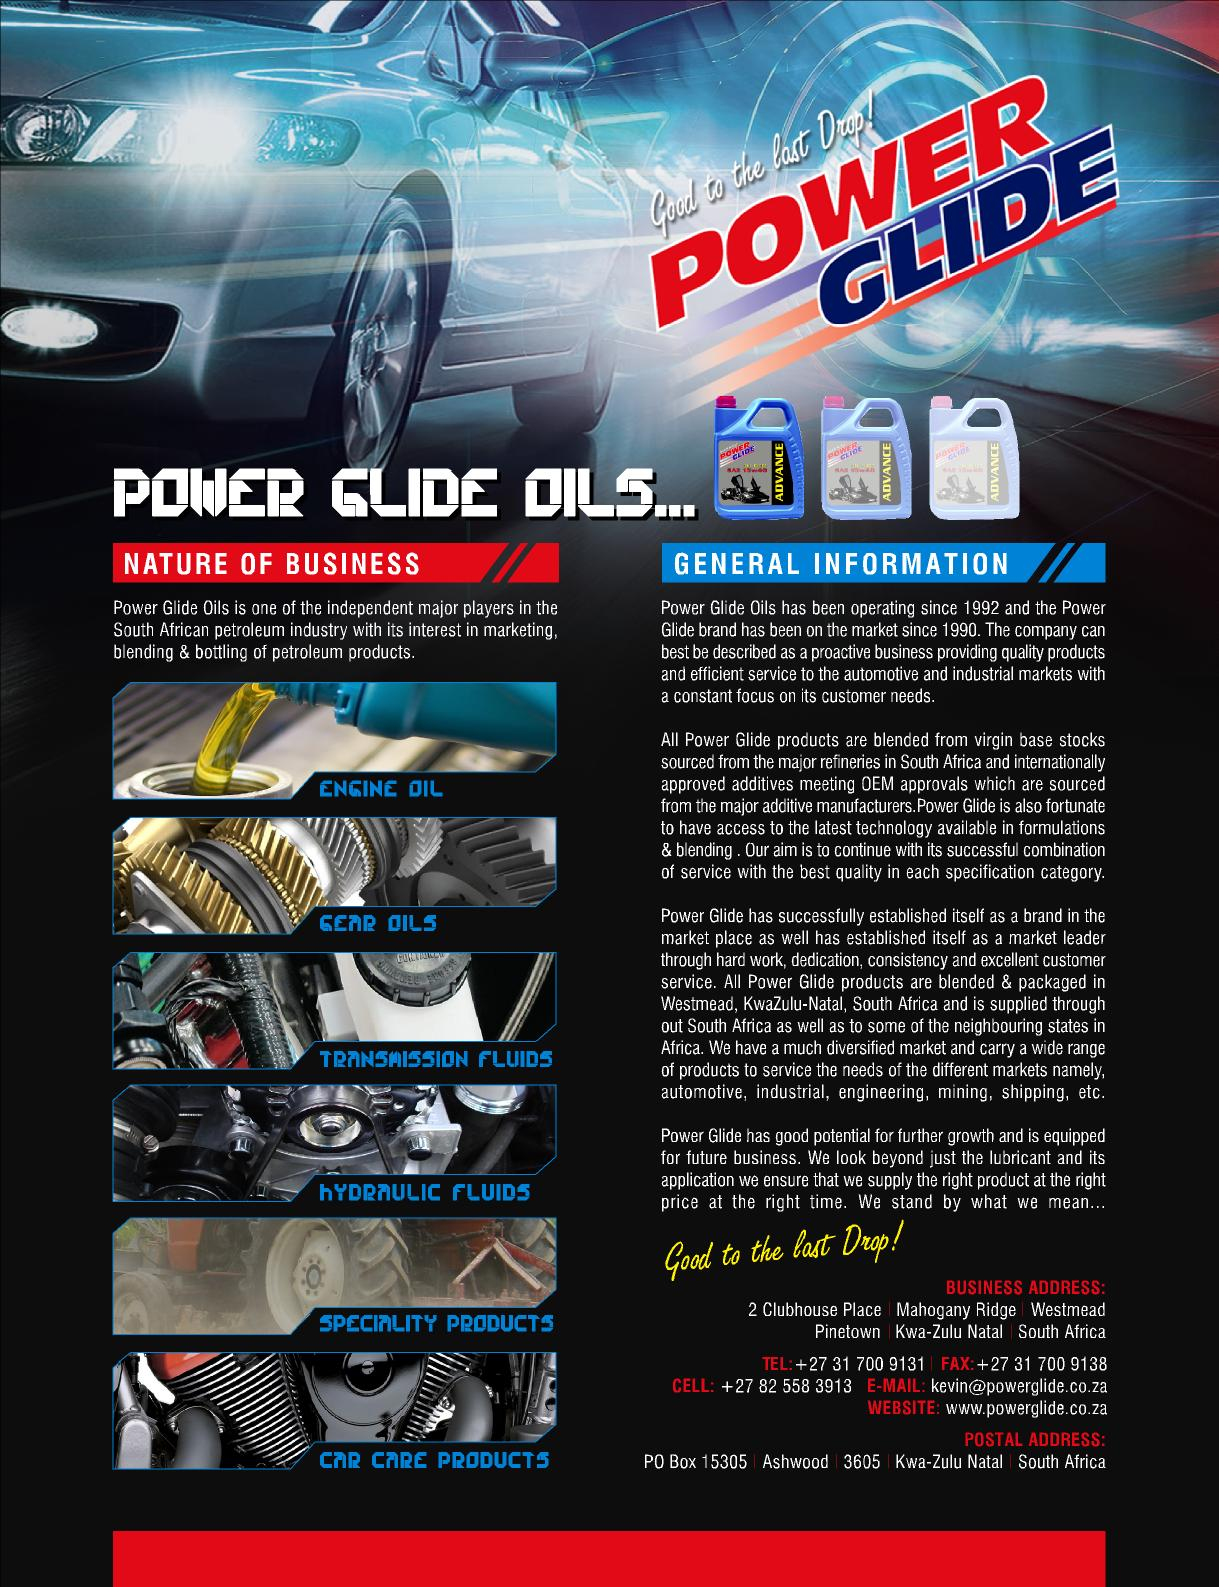 Good to the last Drop!
POWER
GLIDE
POWER
GLIDE
SAE 15W40
ADVANCE
POWER
GLIDE
SAE 15W40
ADVANCE
POWER
GLIDE
SAE 15W40
ADVANCE
POWER GLIDE OILS...
NATURE OF BUSINESS
Power Glide Oils is one of the independent major players in the
South African petroleum industry with its interest in marketing,
blending & bottling of petroleum products.
ENGINE OIL
GEAR OILS
TRANSMISSION FLUIDS
HYDRAULIC FLUIDS
SPECIALITY PRODUCTS
CAR CARE PRODUCTS
GENERAL INFORMATION
Power Glide Oils has been operating since 1992 and the Power
Glide brand has been on the market since 1990. The company can
best be described as a proactive business providing quality products
and efficient service to the automotive and industrial markets with
a constant focus on its customer needs.
All Power Glide products are blended from virgin base stocks
sourced from the major refineries in South Africa and internationally
approved additives meeting OEM approvals which are sourced
from the major additive manufacturers.Power Glide is also fortunate
to have access to the latest technology available in formulations
& blending . Our aim is to continue with its successful combination
of service with the best quality in each specification category.
Power Glide has successfully established itself as a brand in the
market place as well has established itself as a market leader
through hard work, dedication, consistency and excellent customer
service. All Power Glide products are blended & packaged in
Westmead, KwaZulu-Natal, South Africa and is supplied through
out South Africa as well as to some of the neighbouring states in
Africa. We have a much diversified market and carry a wide range
of products to service the needs of the different markets namely,
automotive, industrial, engineering, mining, shipping, etc.
Power Glide has good potential for further growth and is equipped
for future business. We look beyond just the lubricant and its
application we ensure that we supply the right product at the right
price at the right time. We stand by what we mean...
Good to the last Drop!
BUSINESS ADDRESS:
2 Clubhouse Place | Mahogany Ridge | Westmead
Pinetown | Kwa-Zulu Natal | South Africa
TEL:+27 31 700 9131 | FAX:+27 31 700 9138
CELL: +27 82 558 3913 E-MAIL: kevin@powerglide.co.za
WEBSITE: www.powerglide.co.za
POSTAL ADDRESS:
PO Box 15305 | Ashwood | 3605 | Kwa-Zulu Natal | South Africa